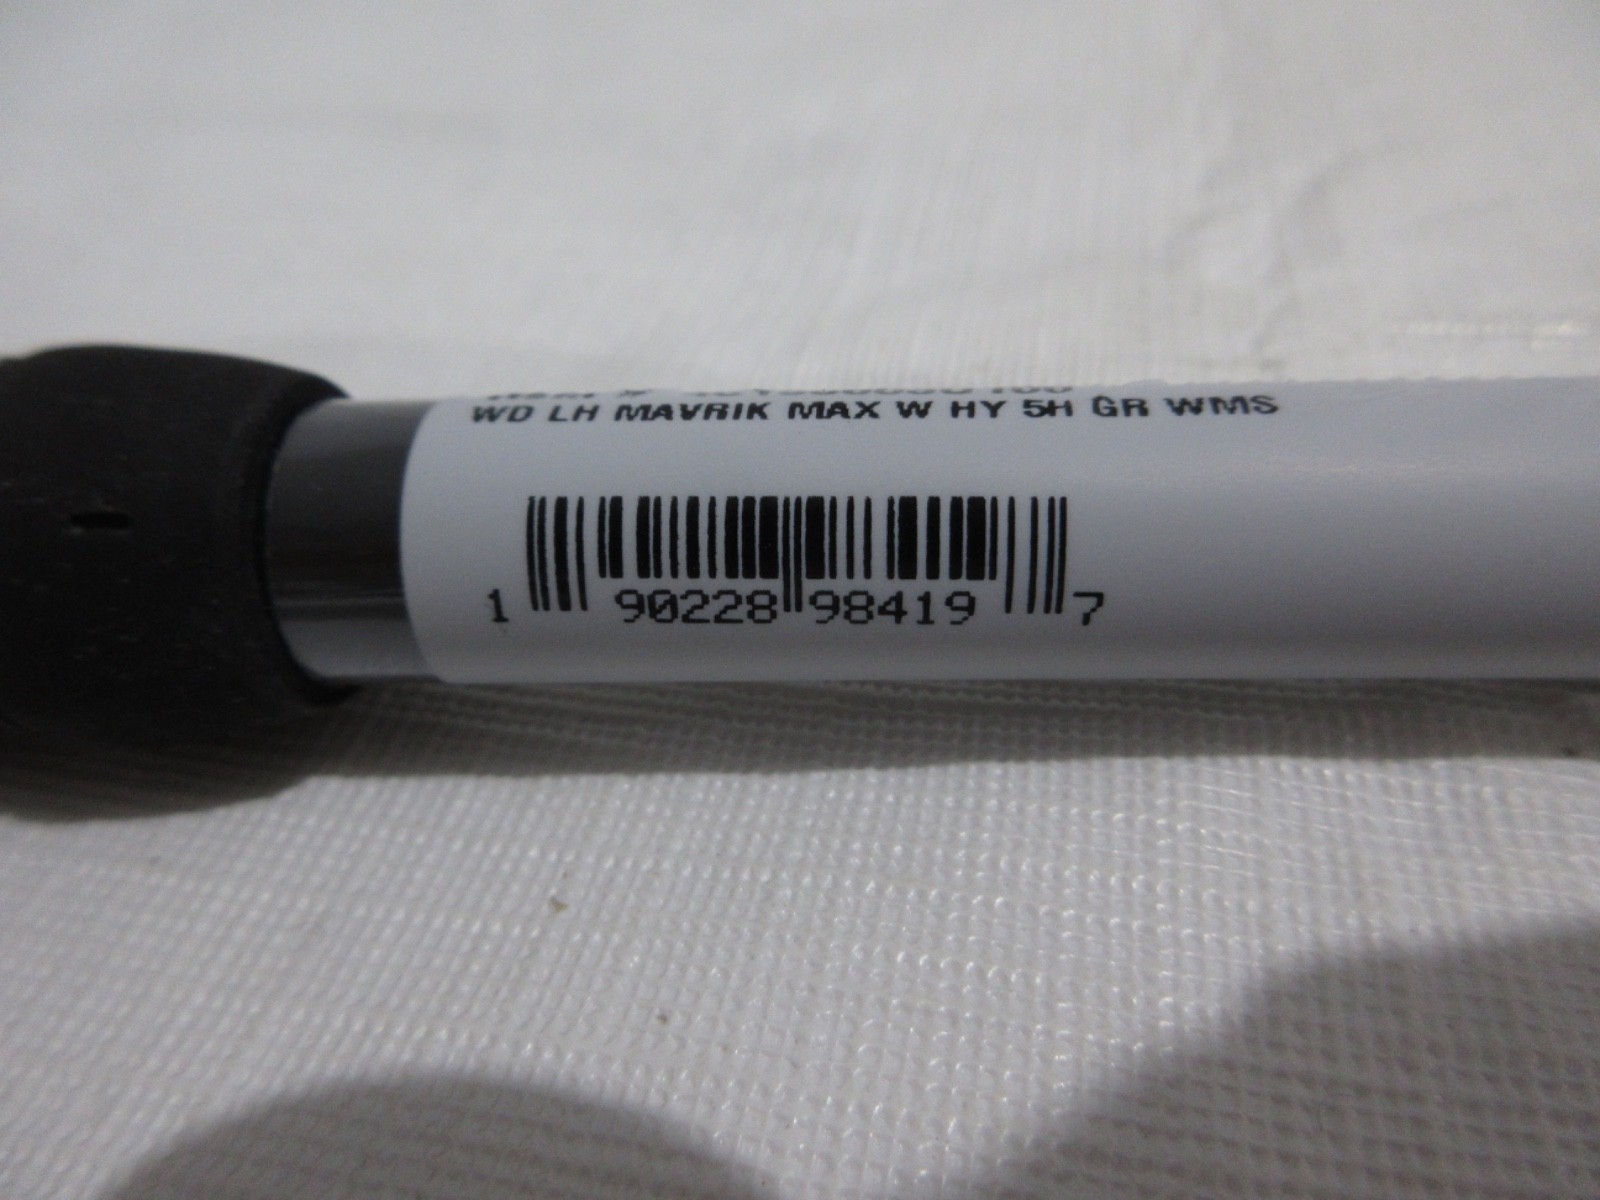 WD LH MAVRIK MAX W HY 5H GR WMS
1 90228 98419 7